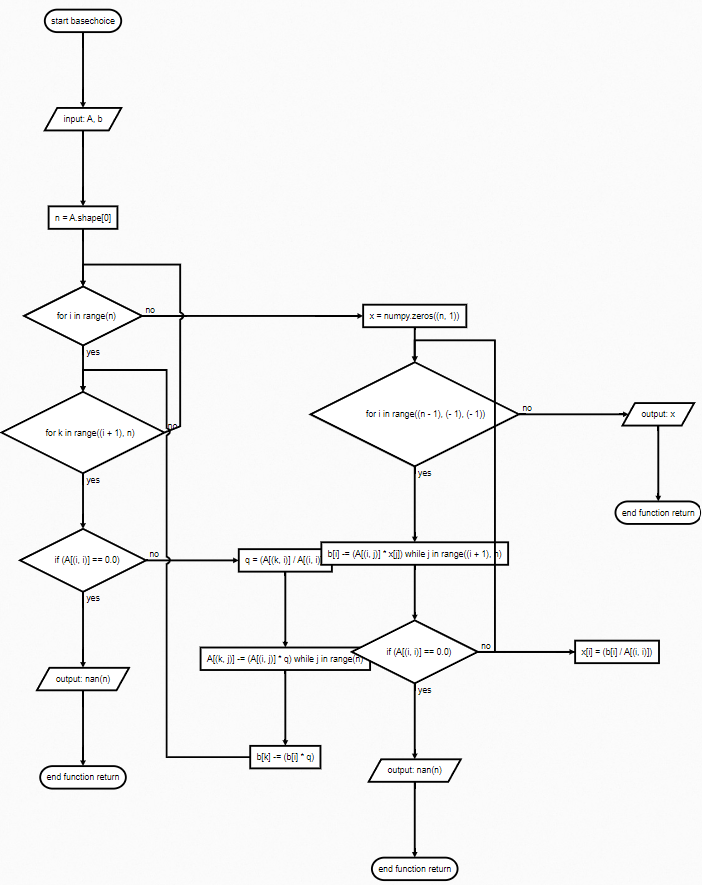 start basechoice
input: A, b
n = A.shape[0]
for i in range(n)
no
yes
x = numpy.zeros((n, 1))
for k in range((i + 1), n)
no
yes
for i in range((n - 1), (- 1), (- 1))
no
yes
output: x
end function return
if (A[(i, i)] == 0.0)
no
yes
q = (A[(k, i)] / A[(i, i)
b[i] -= (A[(i, j)] * x[j]) while j in range((i + 1), n)
A[(k, j)] -= (A[(i, j)] * q) while j in range(n)
if (A[(i, i)] == 0.0)
no
yes
x[i] = (b[i] / A[(i, i)])
output: nan(n)
end function return
b[k] -= (b[i] * q)
output: nan(n)
end function return